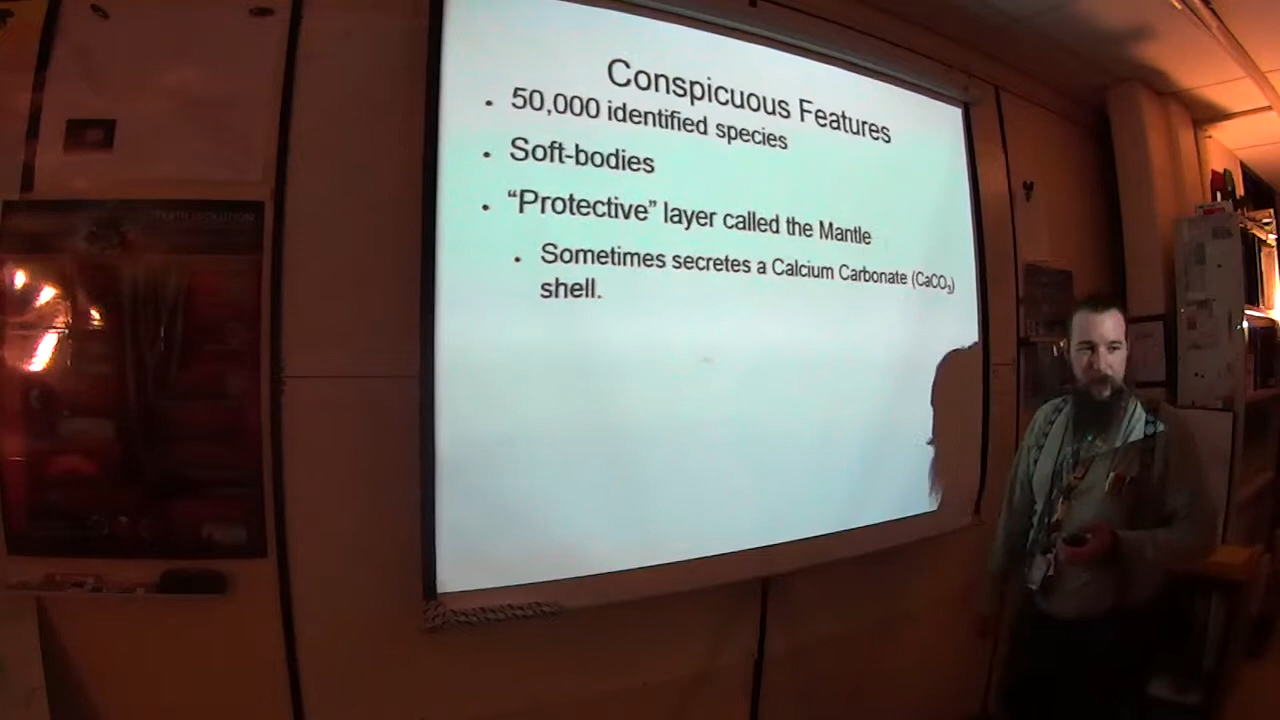 Conspicuous Features
• 50,000 identified species
• Soft-bodies
• “Protective” layer called the Mantle
• Sometimes secretes a Calcium Carbonate (CaCO₃)
shell.